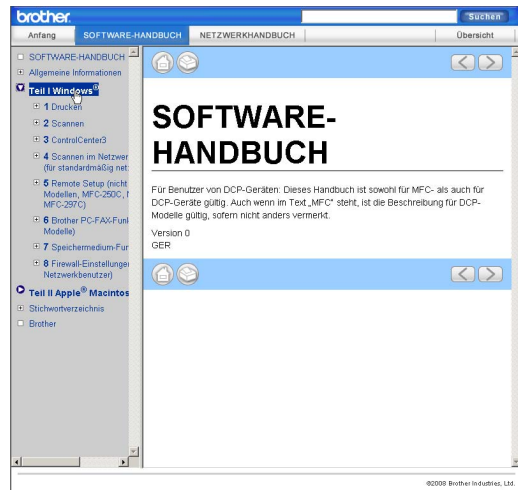 brother.
Suchen
Anfang SOFTWARE-HANDBUCH NETZWERKHANDBUCH Übersicht
SOFTWARE-HANDBUCH
Allgemeine Informationen
Teil I Windows®
1 Drucken
2 Scannen
3 ControlCenter3
4 Scannen im Netzwer
(für standardmäßig net
5 Remote Setup (nicht
Modellen, MFC-250C, M
MFC-297C)
6 Brother PC-FAX-Funk
Modelle)
7 Speichermedium-Fun
8 Firewall-Einstellunge
Netzwerkbenutzer)
Teil II Apple® Macintos
Stichwortverzeichnis
Brother
SOFTWARE-
HANDBUCH
Für Benutzer von DCP-Geräten: Dieses Handbuch ist sowohl für MFC- als auch für
DCP-Geräte gültig. Auch wenn im Text „MFC" steht, ist die Beschreibung für DCP-
Modelle gültig, sofern nicht anders vermerkt.
Version 0
GER
©2008 Brother Industries, Ltd.